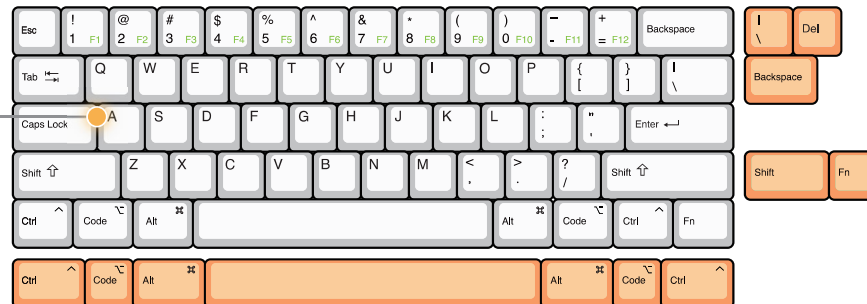 Esc ! 1 F1 @ 2 F2 # 3 F3 $ 4 F4 % 5 F5 ^ 6 F6 & 7 F7 * 8 F8 ( 9 F9 ) 0 F10 – - F11 + = F12 Backspace | \ Del
Tab Q W E R T Y U I O P { [ } ] | \ Backspace
Caps Lock A S D F G H J K L : ; " ' Enter
Shift Z X C V B N M < , > . ? / Shift Shift Fn
Ctrl ^ Code ⌥ Alt ⌘ Alt ⌘ Code ⌥ Ctrl ^ Fn
Ctrl ^ Code ⌥ Alt ⌘ Alt ⌘ Code ⌥ Ctrl ^